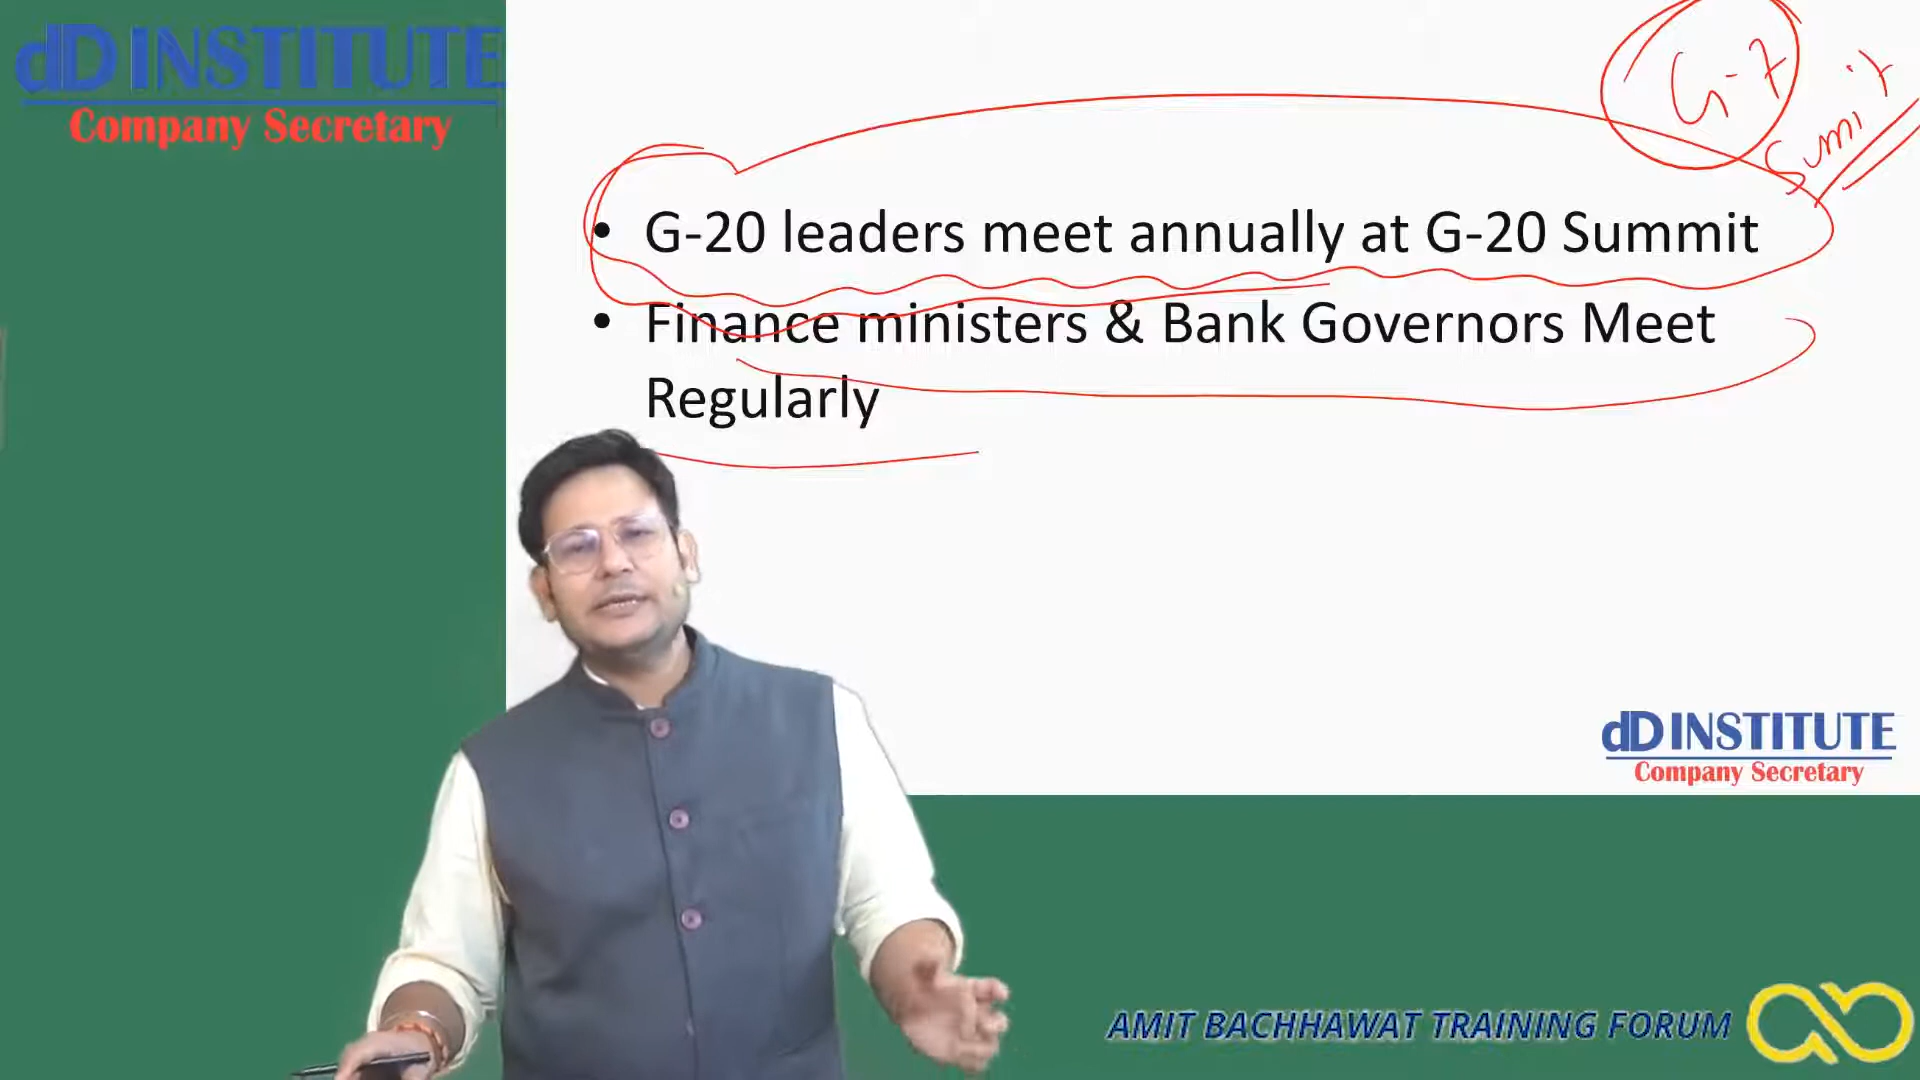 dD INSTITUTE
Company Secretary
G-7
Sumit
• G-20 leaders meet annually at G-20 Summit
• Finance ministers & Bank Governors Meet
Regularly
dD INSTITUTE
Company Secretary
AMIT BACHHAWAT TRAINING FORUM